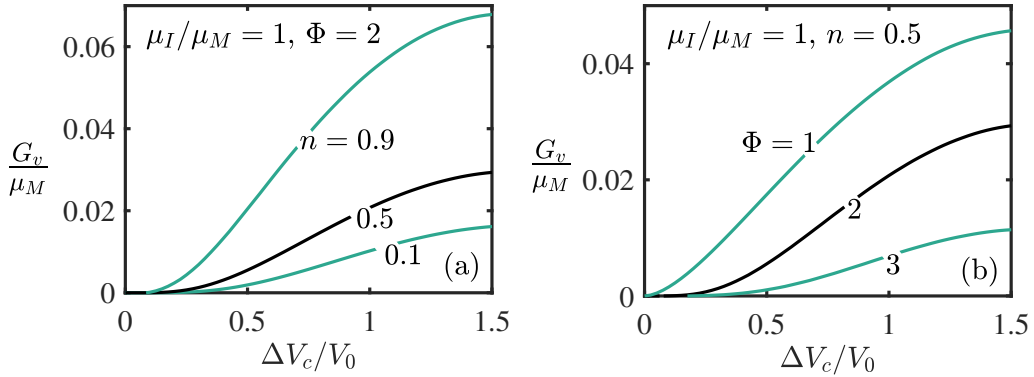 μ_I/μ_M = 1, Φ = 2
0.06
0.04
0.02
0
G_v/μ_M
n = 0.9
0.5
0.1
(a)
0 0.5 1 1.5
ΔV_c/V_0
μ_I/μ_M = 1, n = 0.5
0.04
0.02
0
G_v/μ_M
Φ = 1
2
3
(b)
0 0.5 1 1.5
ΔV_c/V_0